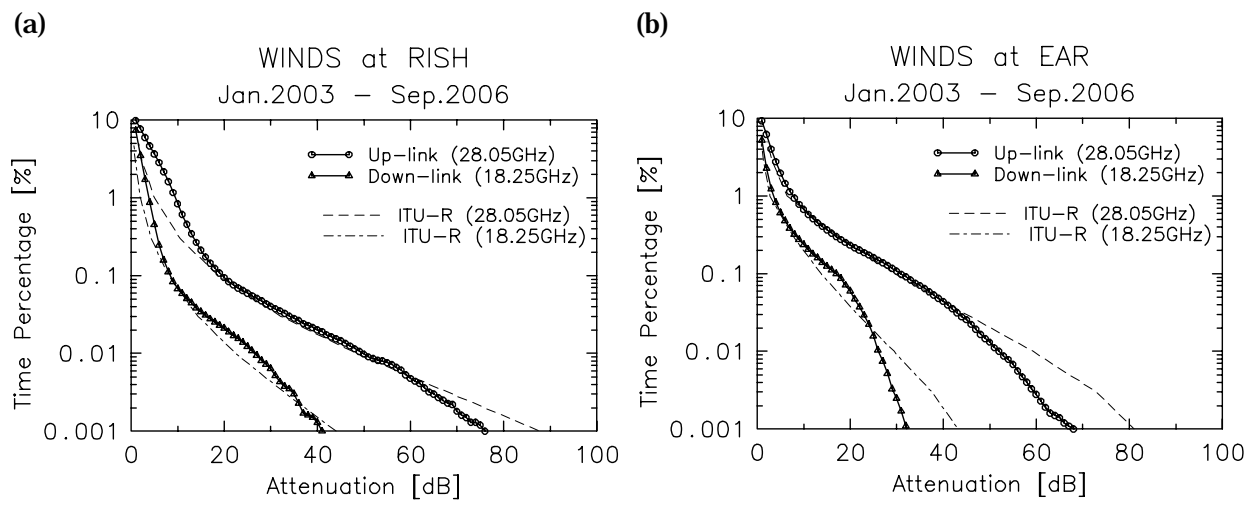 (a)
WINDS at RISH
Jan.2003 – Sep.2006
Time Percentage [%]
10
1
0.1
0.01
0.001
Up-link (28.05GHz)
Down-link (18.25GHz)
ITU-R (28.05GHz)
ITU-R (18.25GHz)
0 20 40 60 80 100
Attenuation [dB]
(b)
WINDS at EAR
Jan.2003 – Sep.2006
Time Percentage [%]
10
1
0.1
0.01
0.001
Up-link (28.05GHz)
Down-link (18.25GHz)
ITU-R (28.05GHz)
ITU-R (18.25GHz)
0 20 40 60 80 100
Attenuation [dB]